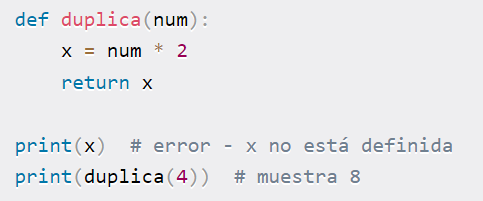 def duplica(num):
    x = num * 2
    return x

print(x)  # error - x no está definida
print(duplica(4))  # muestra 8